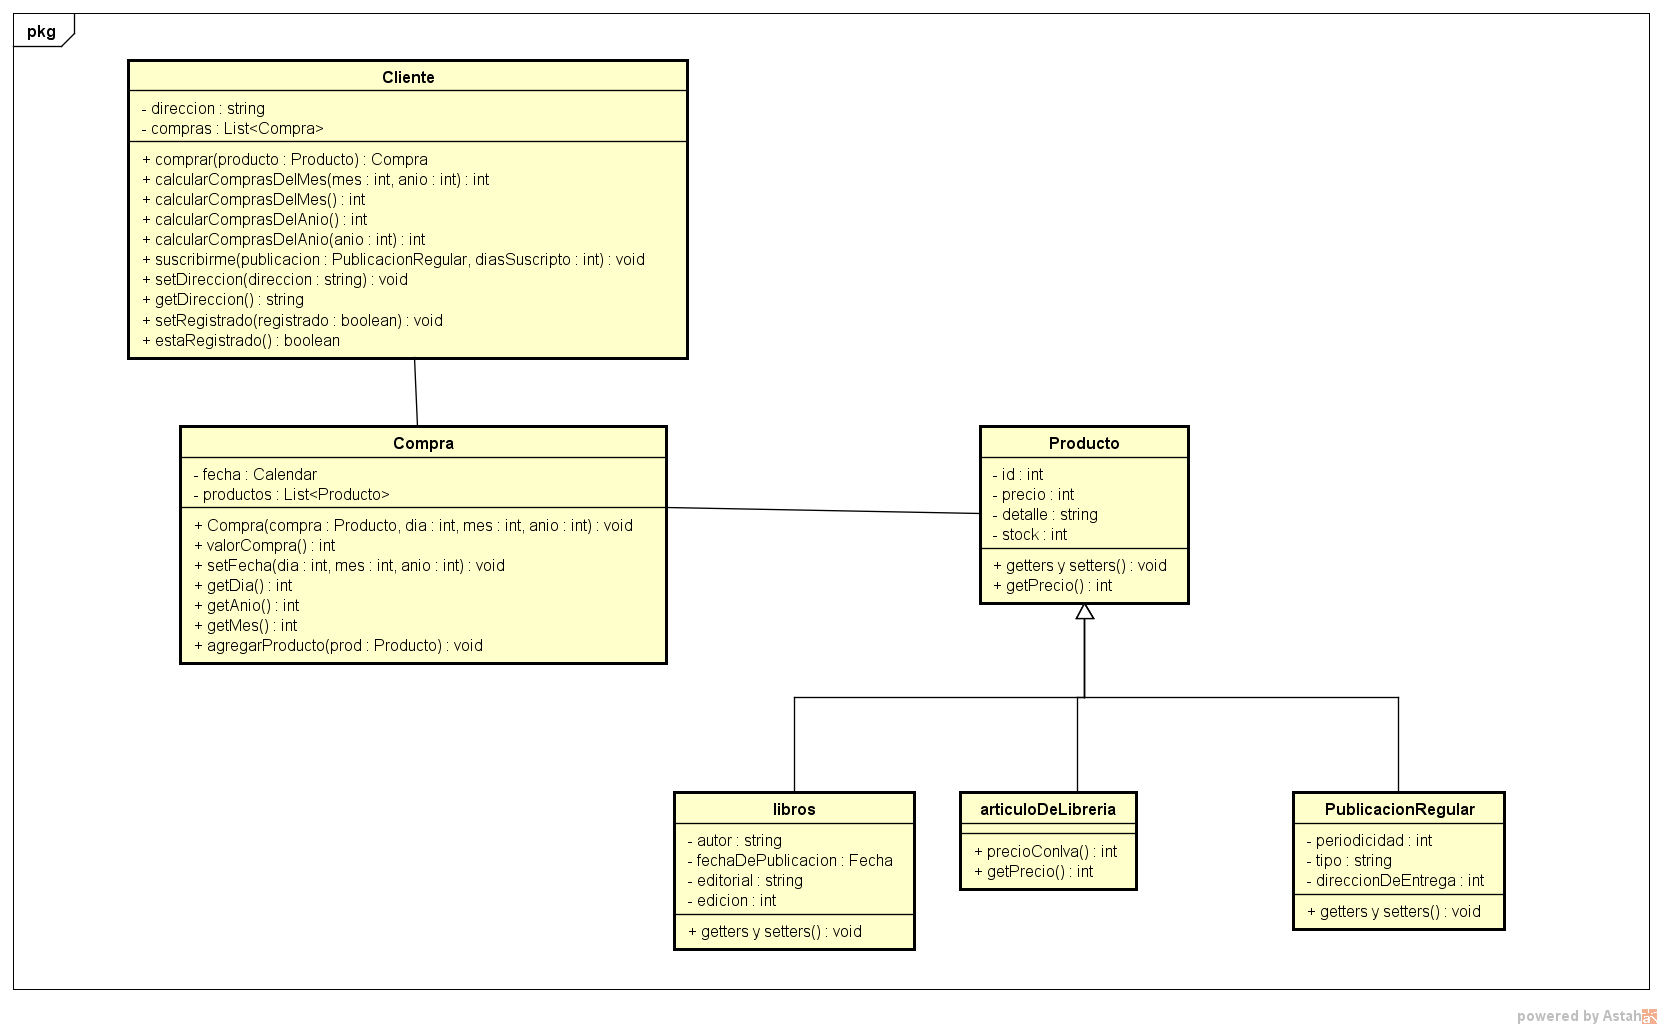 pkg
Cliente
- direccion : string
- compras : List<Compra>
+ comprar(producto : Producto) : Compra
+ calcularComprasDelMes(mes : int, anio : int) : int
+ calcularComprasDelMes() : int
+ calcularComprasDelAnio() : int
+ calcularComprasDelAnio(anio : int) : int
+ suscribirme(publicacion : PublicacionRegular, diasSuscripto : int) : void
+ setDireccion(direccion : string) : void
+ getDireccion() : string
+ setRegistrado(registrado : boolean) : void
+ estaRegistrado() : boolean
Compra
- fecha : Calendar
- productos : List<Producto>
+ Compra(compra : Producto, dia : int, mes : int, anio : int) : void
+ valorCompra() : int
+ setFecha(dia : int, mes : int, anio : int) : void
+ getDia() : int
+ getAnio() : int
+ getMes() : int
+ agregarProducto(prod : Producto) : void
Producto
- id : int
- precio : int
- detalle : string
- stock : int
+ getters y setters() : void
+ getPrecio() : int
libros
- autor : string
- fechaDePublicacion : Fecha
- editorial : string
- edicion : int
+ getters y setters() : void
articuloDeLibreria
+ precioConIva() : int
+ getPrecio() : int
PublicacionRegular
- periodicidad : int
- tipo : string
- direccionDeEntrega : int
+ getters y setters() : void
powered by Astah